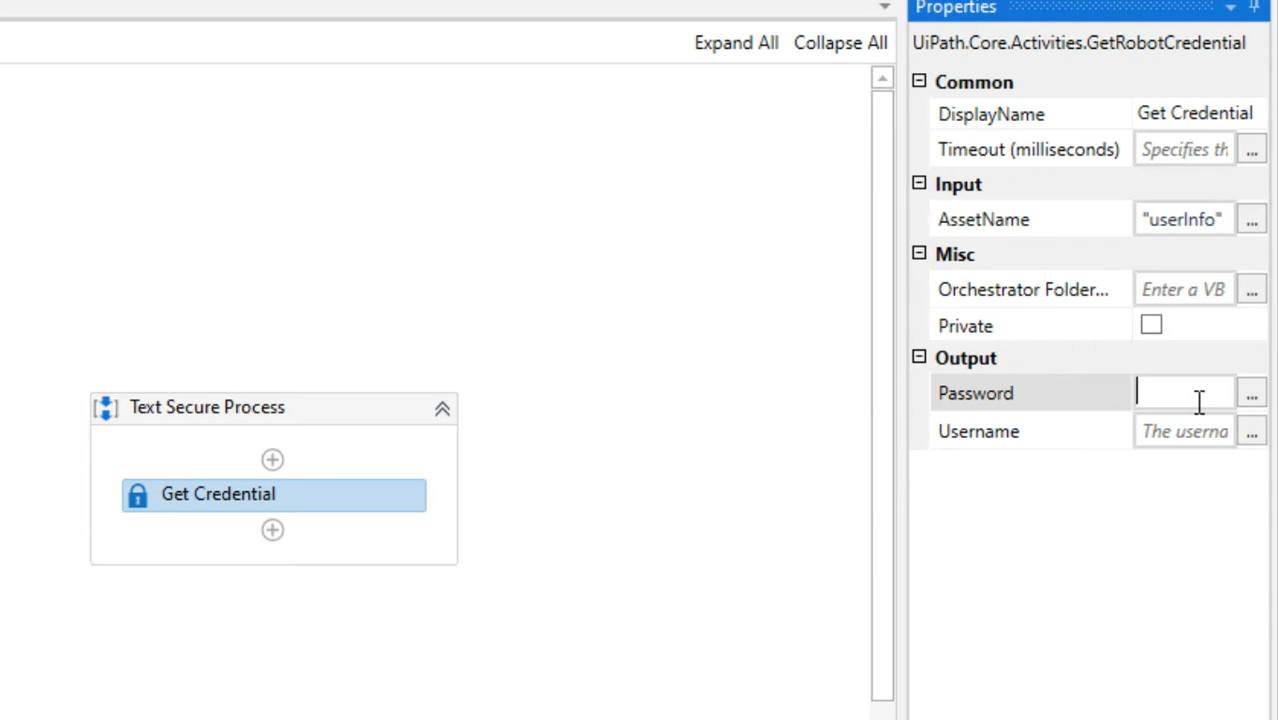 Properties
Expand All Collapse All
UiPath.Core.Activities.GetRobotCredential
Common
DisplayName Get Credential
Timeout (milliseconds) Specifies th ...
Input
AssetName "userInfo" ...
Misc
Orchestrator Folder... Enter a VB ...
Private
Output
Password ...
Username The userna ...
Text Secure Process
Get Credential